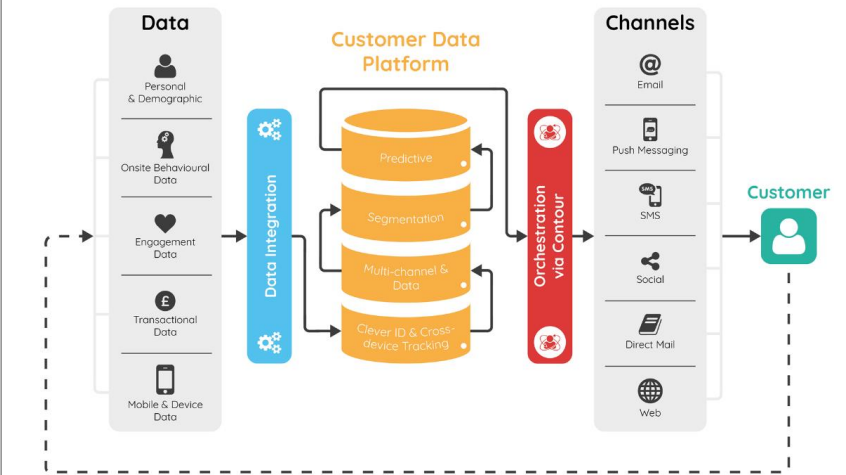 Data
Personal
& Demographic
Onsite Behavioural
Data
Engagement
Data
£
Transactional
Data
Mobile & Device
Data
Data Integration
Customer Data
Platform
Predictive
Segmentation
Multi-channel &
Data
Clever ID & Cross-
device Tracking
Orchestration
via Contour
Channels
@
Email
Push Messaging
SMS
SMS
Social
Direct Mail
Web
Customer